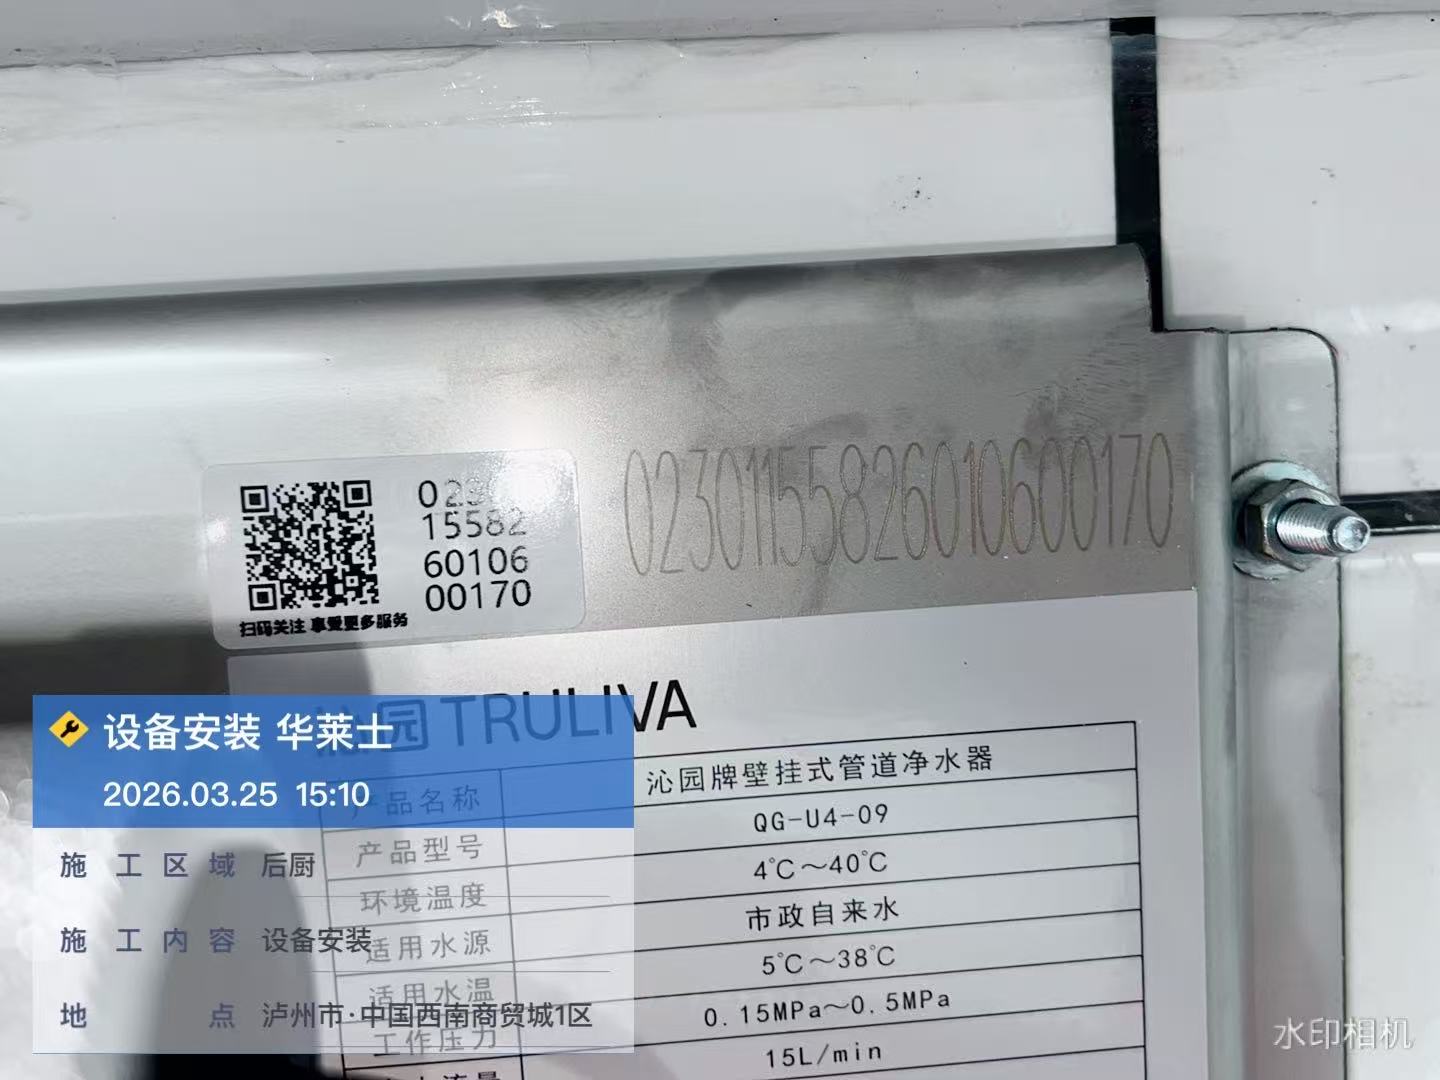 02301155826010600170
15582
60106
00170
扫码关注 享受更多服务
沁园 TRULIVA
产品名称 沁园牌壁挂式管道净水器
产品型号 QG-U4-09
环境温度 4℃～40℃
适用水源 市政自来水
适用水温 5℃～38℃
工作压力 0.15MPa～0.5MPa
15L/min
设备安装 华莱士
2026.03.25 15:10
施工区域 后厨
施工内容 设备安装
地点 泸州市·中国西南商贸城1区
水印相机